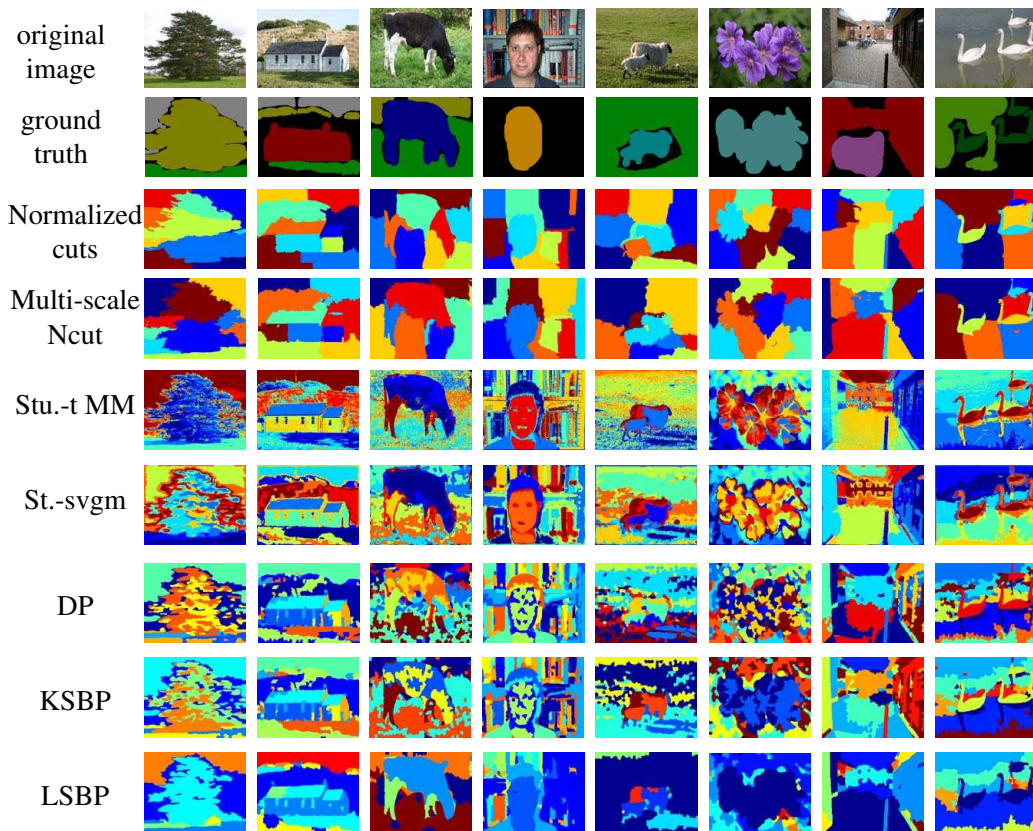 original
image
ground
truth
Normalized
cuts
Multi-scale
Ncut
Stu.-t MM
St.-svgm
DP
KSBP
LSBP